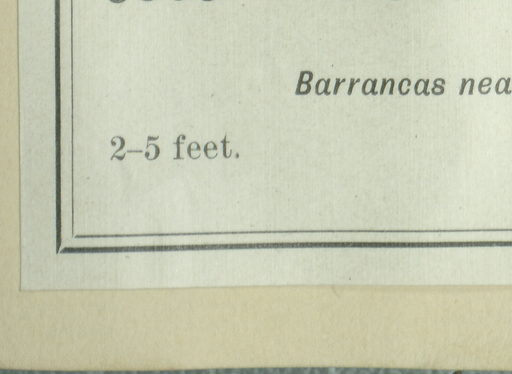 Barrancas nea
2–5 feet.